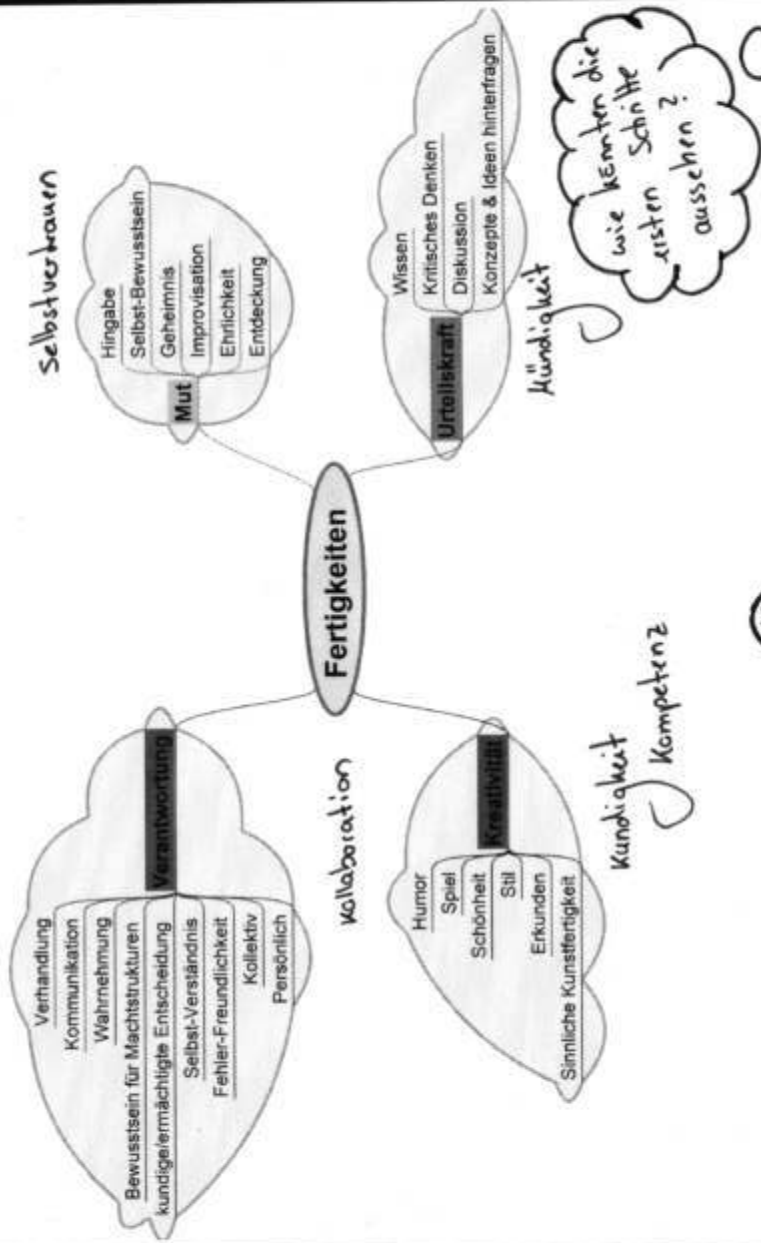 Fertigkeiten
Verantwortung
Verhandlung
Kommunikation
Wahrnehmung
Bewusstsein für Machtstrukturen
kundige/ermächtigte Entscheidung
Selbst-Verständnis
Fehler-Freundlichkeit
Kollektiv
Persönlich
Kollaboration
Selbstvertrauen
Mut
Hingabe
Selbst-Bewusstsein
Geheimnis
Improvisation
Ehrlichkeit
Entdeckung
Kreativität
Humor
Spiel
Schönheit
Stil
Erkunden
Sinnliche Kunstfertigkeit
Kundigkeit
Kompetenz
Urteilskraft
Wissen
Kritisches Denken
Diskussion
Konzepte & Ideen hinterfragen
Mündigkeit
wie könnten die
ersten Schritte
aussehen?